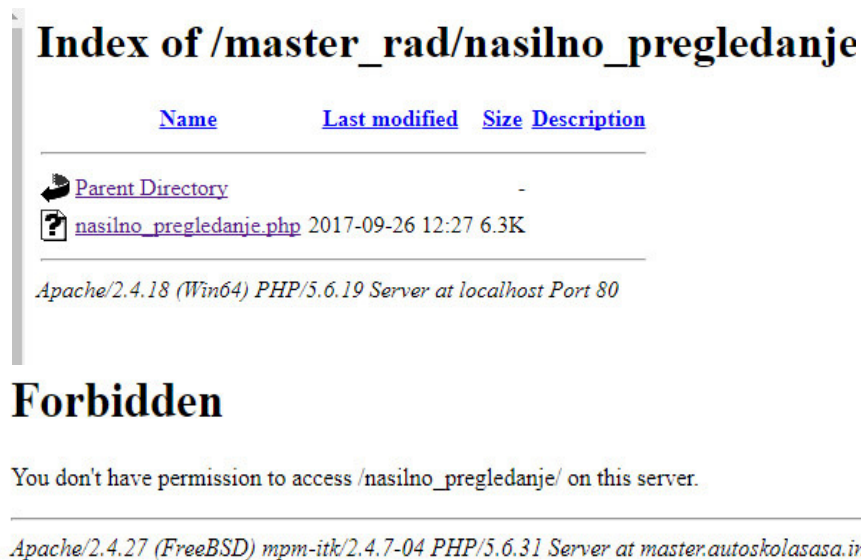 Index of /master_rad/nasilno_pregledanje
Name Last modified Size Description
Parent Directory -
nasilno_pregledanje.php 2017-09-26 12:27 6.3K
Apache/2.4.18 (Win64) PHP/5.6.19 Server at localhost Port 80
Forbidden
You don't have permission to access /nasilno_pregledanje/ on this server.
Apache/2.4.27 (FreeBSD) mpm-itk/2.4.7-04 PHP/5.6.31 Server at master.autoskolasasa.in